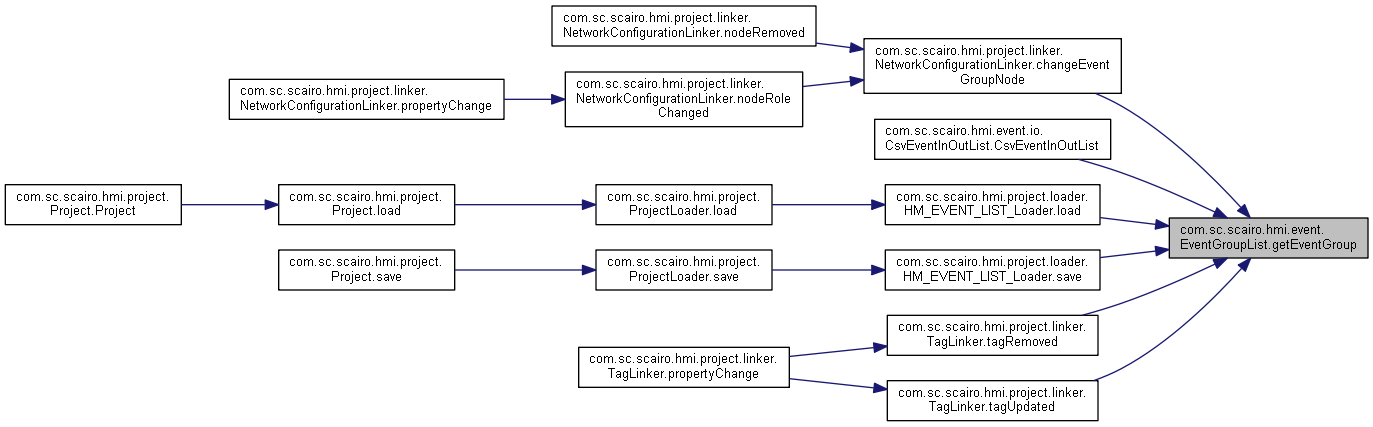 com.sc.scairo.hmi.project.linker.
NetworkConfigurationLinker.nodeRemoved
com.sc.scairo.hmi.project.linker.
NetworkConfigurationLinker.changeEvent
GroupNode
com.sc.scairo.hmi.project.linker.
NetworkConfigurationLinker.propertyChange
com.sc.scairo.hmi.project.linker.
NetworkConfigurationLinker.nodeRole
Changed
com.sc.scairo.hmi.event.io.
CsvEventInOutList.CsvEventInOutList
com.sc.scairo.hmi.project.
Project.Project
com.sc.scairo.hmi.project.
Project.load
com.sc.scairo.hmi.project.
ProjectLoader.load
com.sc.scairo.hmi.project.loader.
HM_EVENT_LIST_Loader.load
com.sc.scairo.hmi.event.
EventGroupList.getEventGroup
com.sc.scairo.hmi.project.
Project.save
com.sc.scairo.hmi.project.
ProjectLoader.save
com.sc.scairo.hmi.project.loader.
HM_EVENT_LIST_Loader.save
com.sc.scairo.hmi.project.linker.
TagLinker.tagRemoved
com.sc.scairo.hmi.project.linker.
TagLinker.propertyChange
com.sc.scairo.hmi.project.linker.
TagLinker.tagUpdated